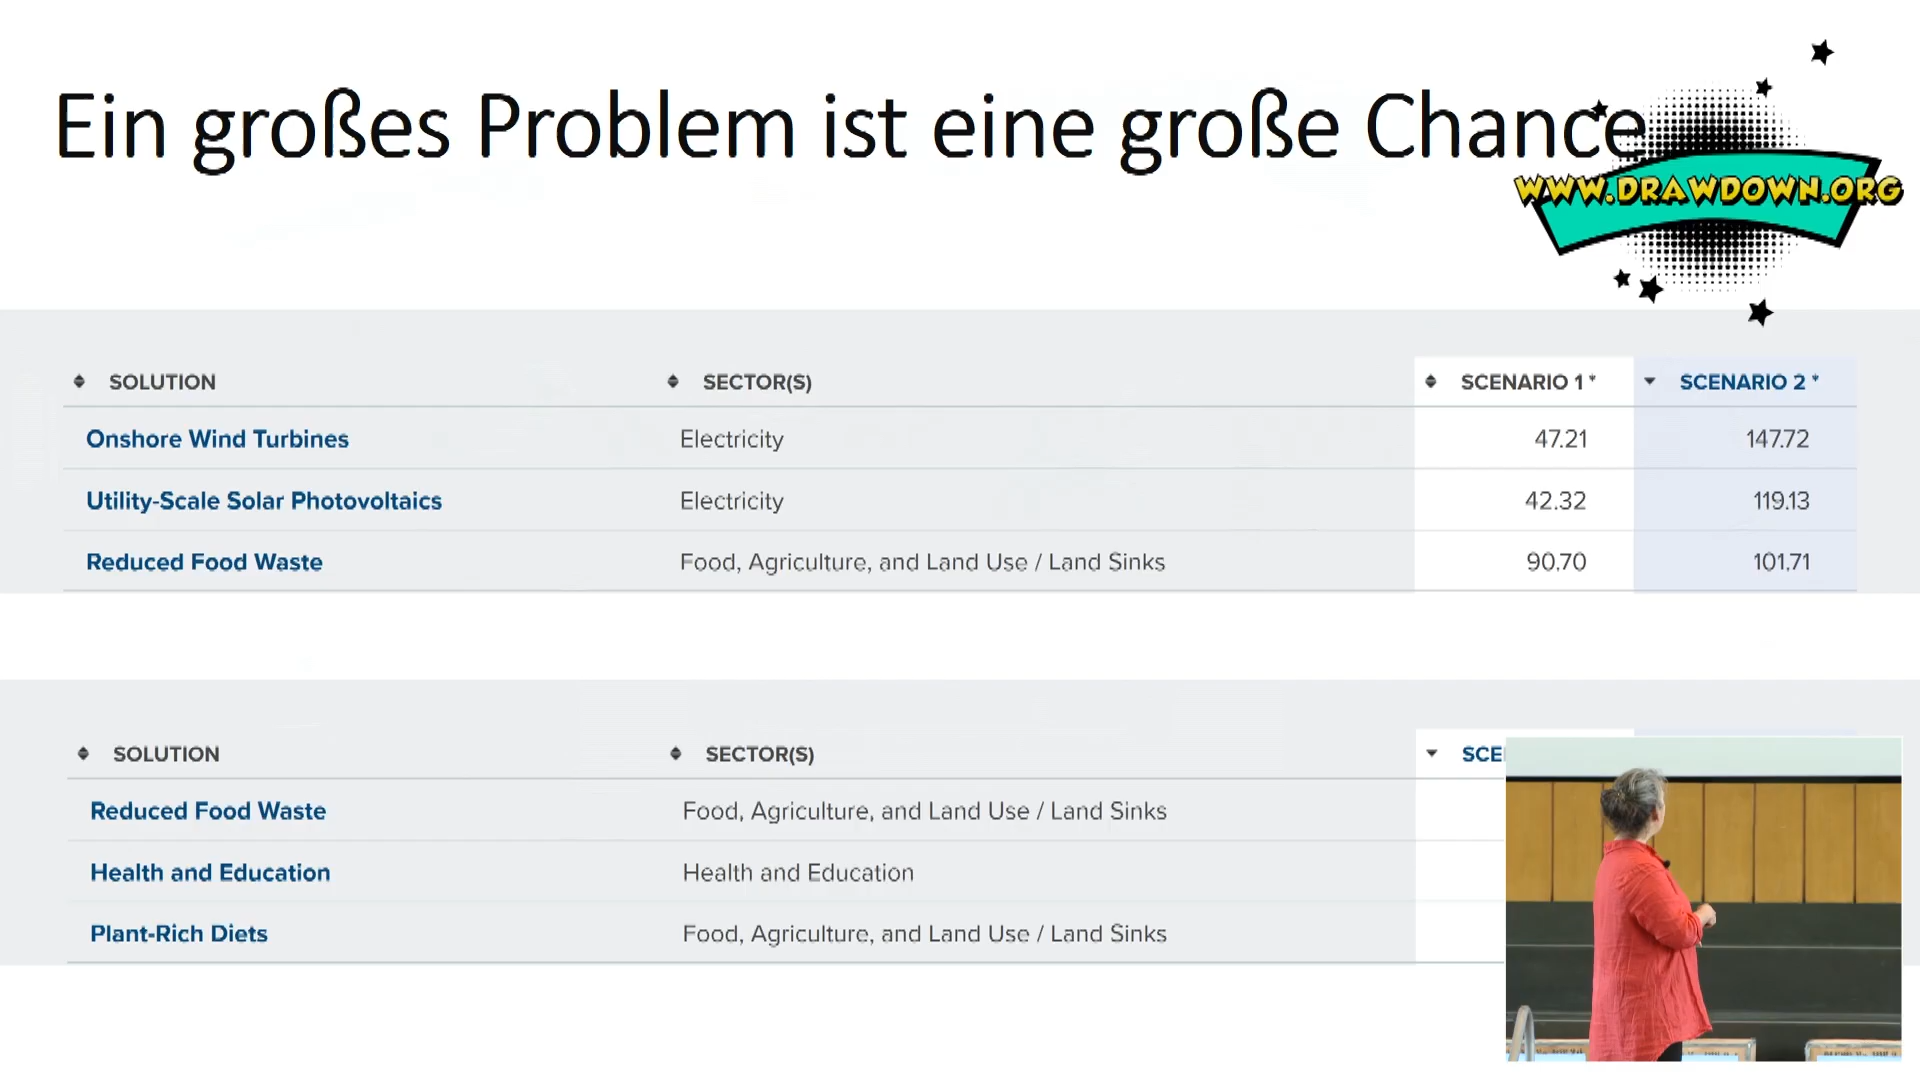 Ein großes Problem ist eine große Chance
WWW.DRAWDOWN.ORG
SOLUTION SECTOR(S) SCENARIO 1 * SCENARIO 2 *
Onshore Wind Turbines Electricity 47.21 147.72
Utility-Scale Solar Photovoltaics Electricity 42.32 119.13
Reduced Food Waste Food, Agriculture, and Land Use / Land Sinks 90.70 101.71
SOLUTION SECTOR(S) SCE
Reduced Food Waste Food, Agriculture, and Land Use / Land Sinks
Health and Education Health and Education
Plant-Rich Diets Food, Agriculture, and Land Use / Land Sinks